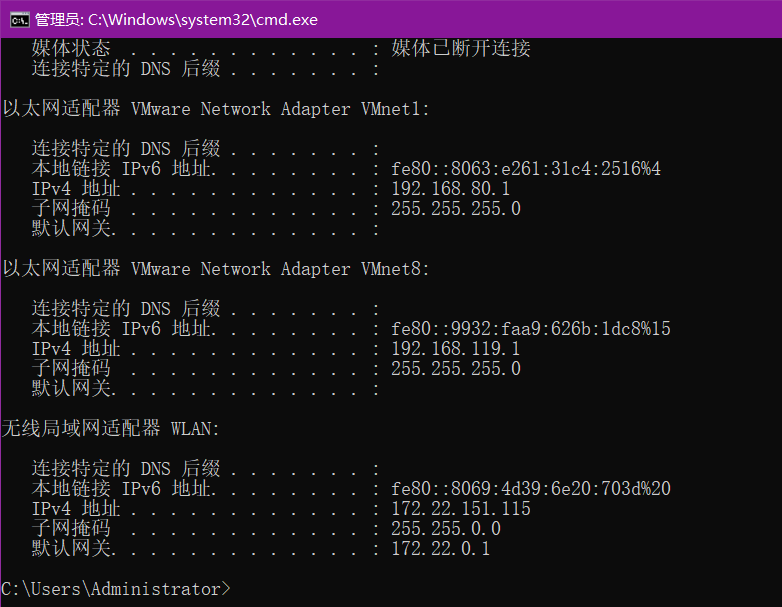 管理员: C:\Windows\system32\cmd.exe
媒体状态 . . . . . . . . . . . . : 媒体已断开连接
连接特定的 DNS 后缀 . . . . . . . :
以太网适配器 VMware Network Adapter VMnet1:
连接特定的 DNS 后缀 . . . . . . . :
本地链接 IPv6 地址. . . . . . . . : fe80::8063:e261:31c4:2516%4
IPv4 地址 . . . . . . . . . . . . : 192.168.80.1
子网掩码 . . . . . . . . . . . . : 255.255.255.0
默认网关. . . . . . . . . . . . . :
以太网适配器 VMware Network Adapter VMnet8:
连接特定的 DNS 后缀 . . . . . . . :
本地链接 IPv6 地址. . . . . . . . : fe80::9932:faa9:626b:1dc8%15
IPv4 地址 . . . . . . . . . . . . : 192.168.119.1
子网掩码 . . . . . . . . . . . . : 255.255.255.0
默认网关. . . . . . . . . . . . . :
无线局域网适配器 WLAN:
连接特定的 DNS 后缀 . . . . . . . :
本地链接 IPv6 地址. . . . . . . . : fe80::8069:4d39:6e20:703d%20
IPv4 地址 . . . . . . . . . . . . : 172.22.151.115
子网掩码 . . . . . . . . . . . . : 255.255.0.0
默认网关. . . . . . . . . . . . . : 172.22.0.1
C:\Users\Administrator>